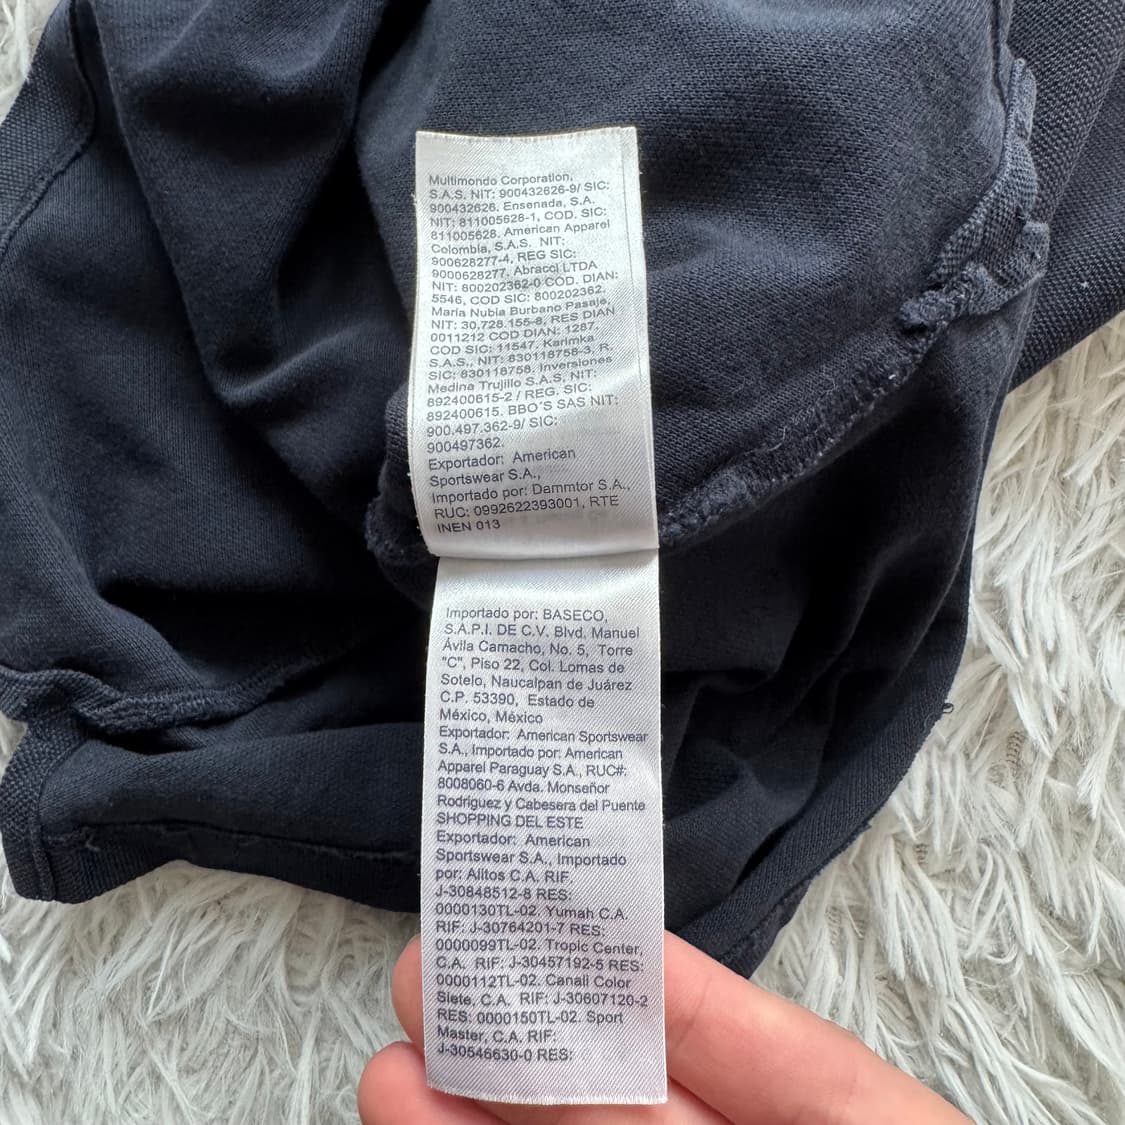 Multimondo Corporation,
S.A.S. NIT: 900432626-9/ SIC:
900432626. Ensenada, S.A.
NIT: 811005628-1, COD. SIC:
811005628. American Apparel
Colombia, S.A.S. NIT:
900628277-4, REG SIC:
9000628277. Abracci LTDA
NIT: 800202362-0 COD. DIAN:
5546, COD SIC: 800202362.
Maria Nubia Burbano Pasaje,
NIT: 30.728.155-8, RES DIAN
0011212 COD DIAN: 1287.
COD SIC: 11547. Karimka
S.A.S., NIT: 830118758-3, R.
SIC: 830118758. Inversiones
Medina Trujillo S.A.S, NIT:
892400615-2 / REG. SIC:
892400615. BBO´S SAS NIT:
900.497.362-9/ SIC:
900497362.
Exportador: American
Sportswear S.A.,
Importado por: Dammtor S.A.,
RUC: 0992622393001, RTE
INEN 013
Importado por: BASECO,
S.A.P.I. DE C.V. Blvd. Manuel
Ávila Camacho, No. 5, Torre
"C", Piso 22, Col. Lomas de
Sotelo, Naucalpan de Juárez
C.P. 53390, Estado de
México, México
Exportador: American Sportswear
S.A., Importado por: American
Apparel Paraguay S.A., RUC#:
8008060-6 Avda. Monseñor
Rodriguez y Cabesera del Puente
SHOPPING DEL ESTE
Exportador: American
Sportswear S.A., Importado
por: Alitos C.A. RIF.
J-30848512-8 RES:
0000130TL-02. Yumah C.A.
RIF: J-30764201-7 RES:
0000099TL-02. Tropic Center,
C.A. RIF: J-30457192-5 RES:
0000112TL-02. Canail Color
Siete, C.A. RIF: J-30607120-2
RES: 0000150TL-02. Sport
Master, C.A. RIF:
J-30546630-0 RES: